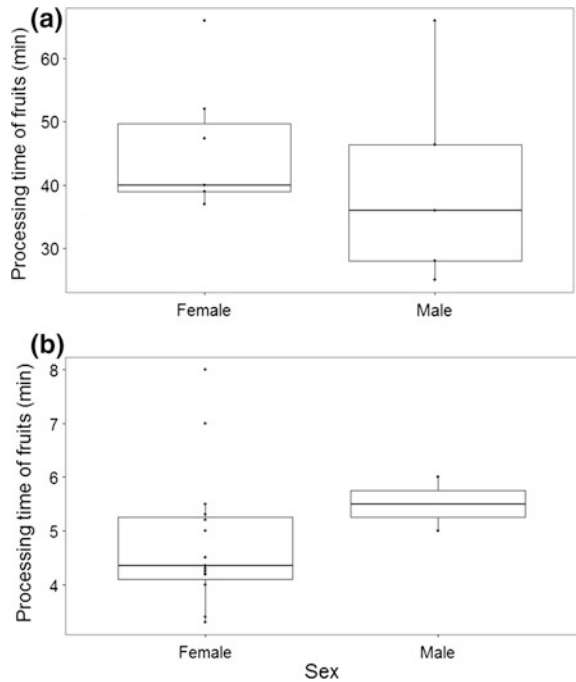 (a)
Processing time of fruits (min)
60
50
40
30
Female Male
(b)
Processing time of fruits (min)
8
7
6
5
4
Female Male
Sex